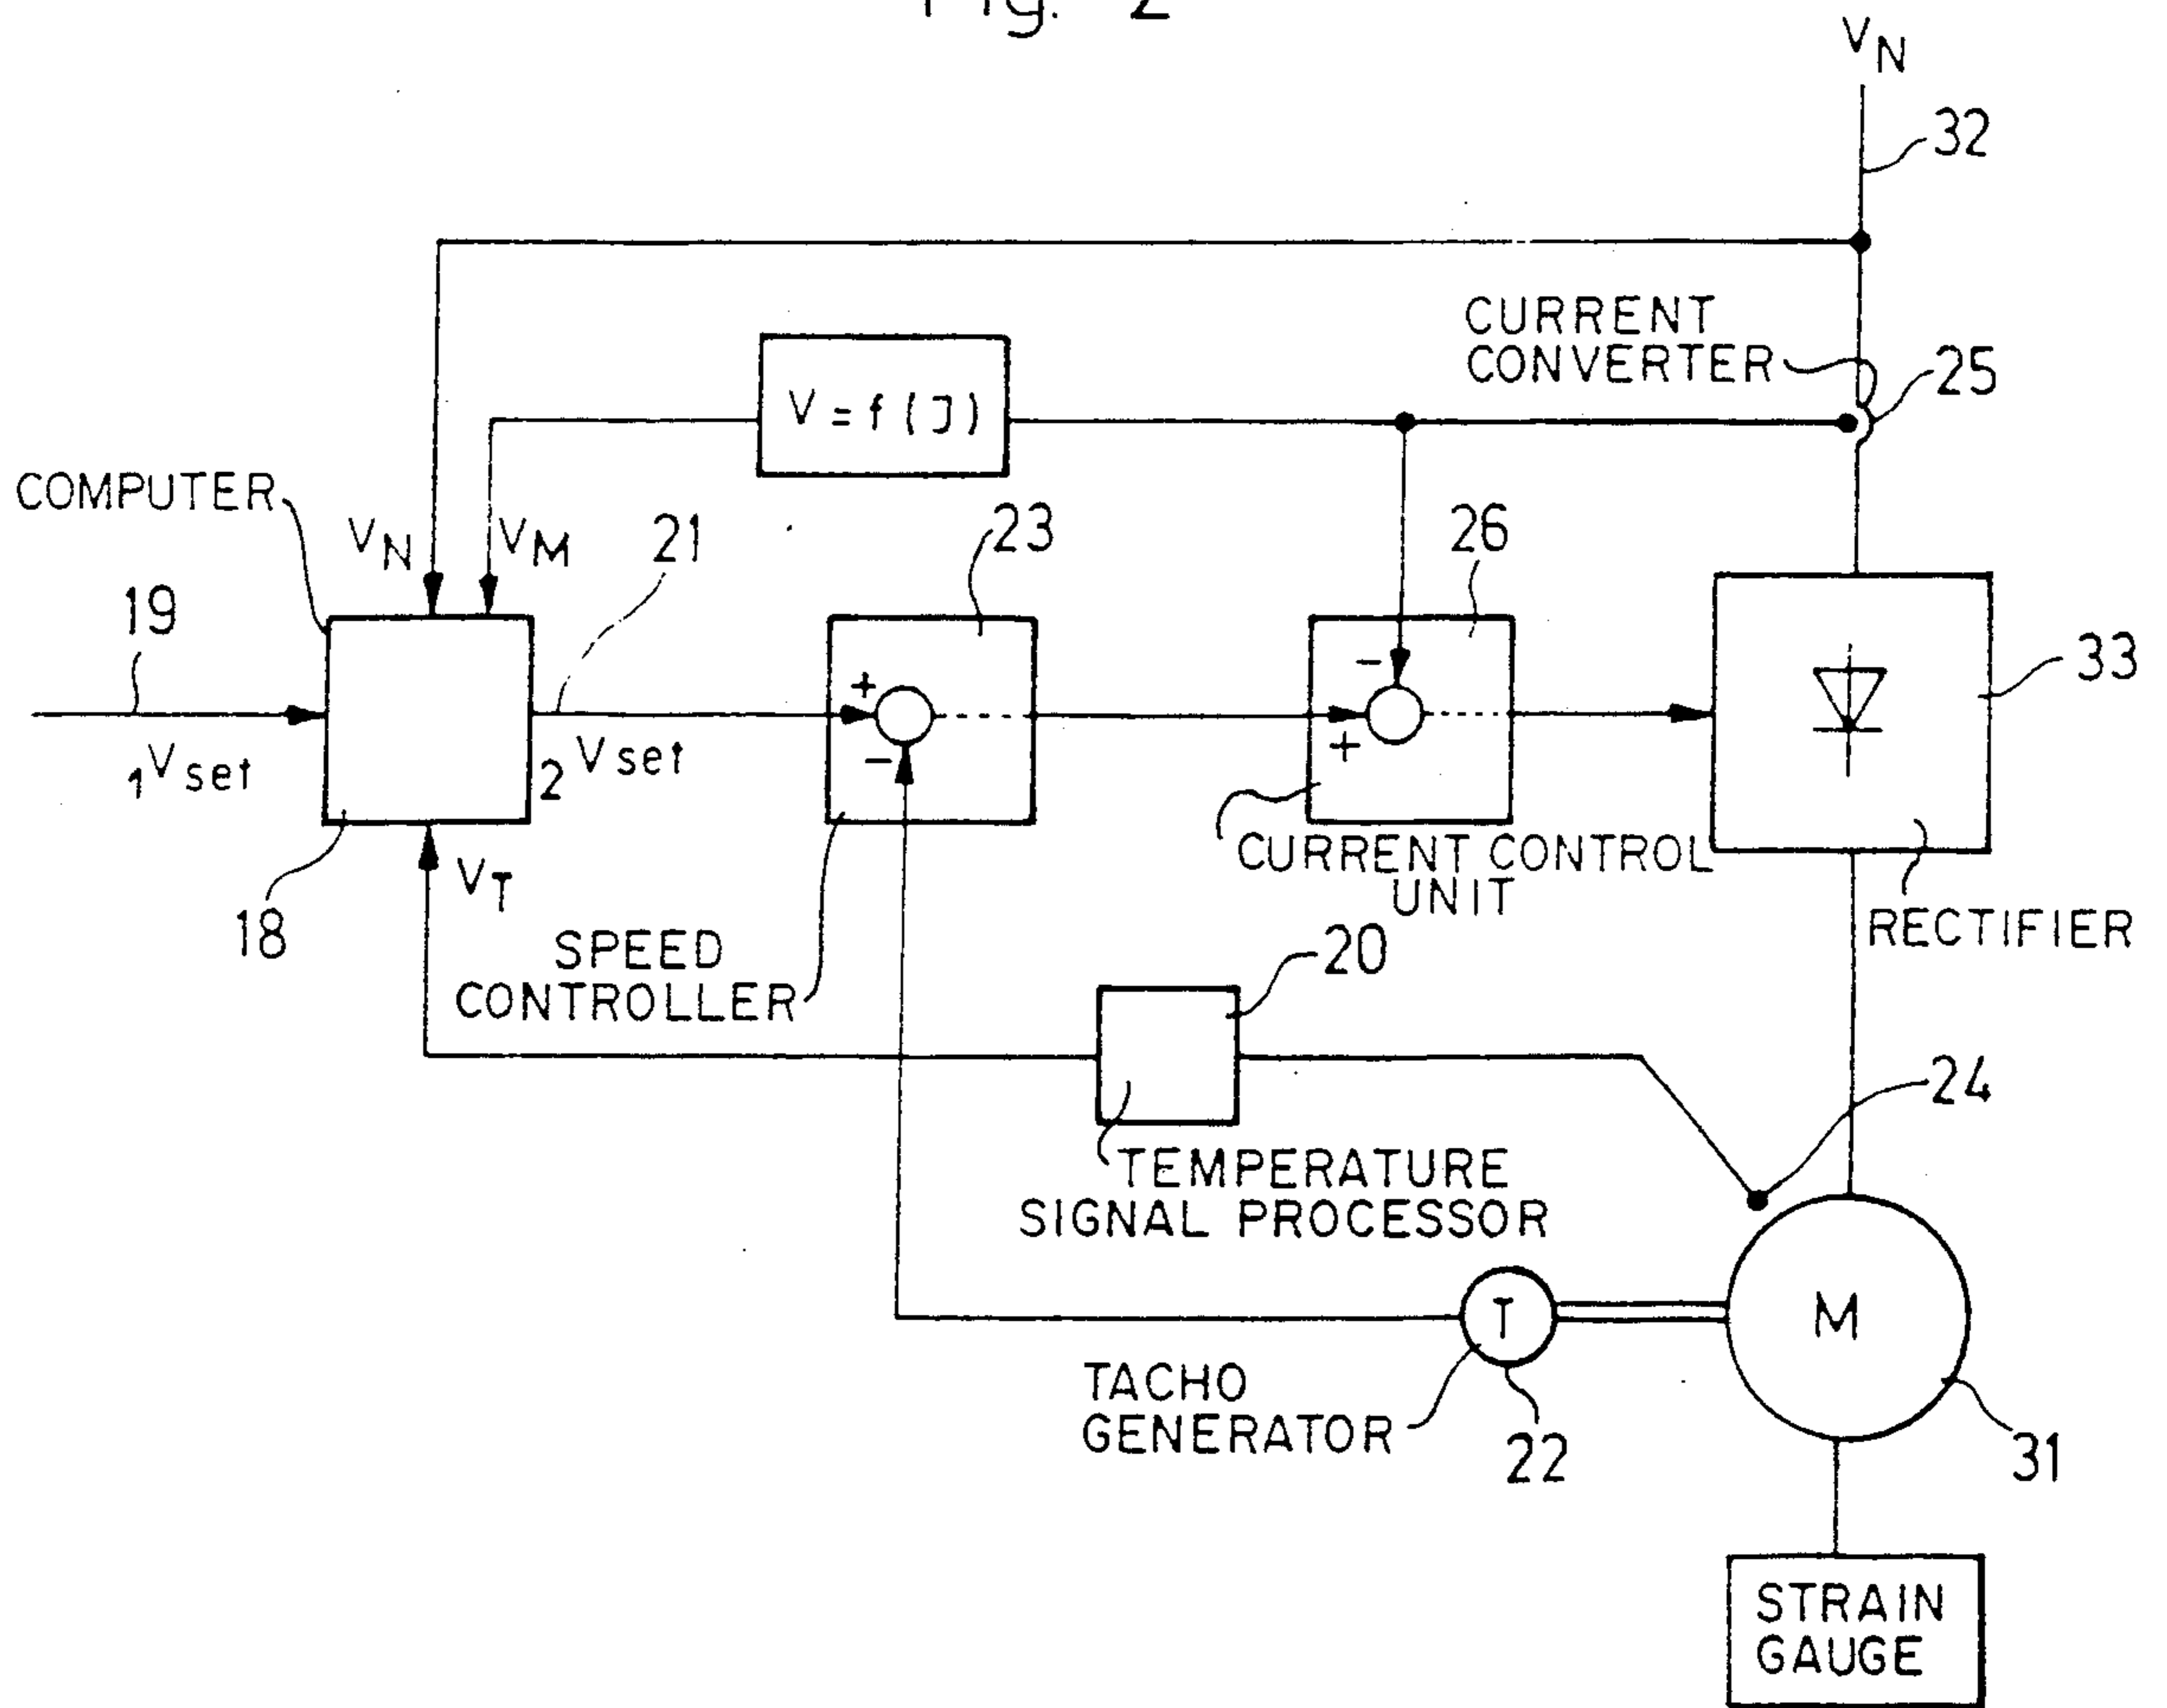 Fig. 2
VN
32
CURRENT
CONVERTER
25
V = f (J)
COMPUTER
VN
VM
21
23
26
19
33
+
-
-
+
1Vset
2Vset
18
VT
CURRENT CONTROL
UNIT
RECTIFIER
SPEED
CONTROLLER
20
24
TEMPERATURE
SIGNAL PROCESSOR
T
M
TACHO
GENERATOR
22
31
STRAIN
GAUGE